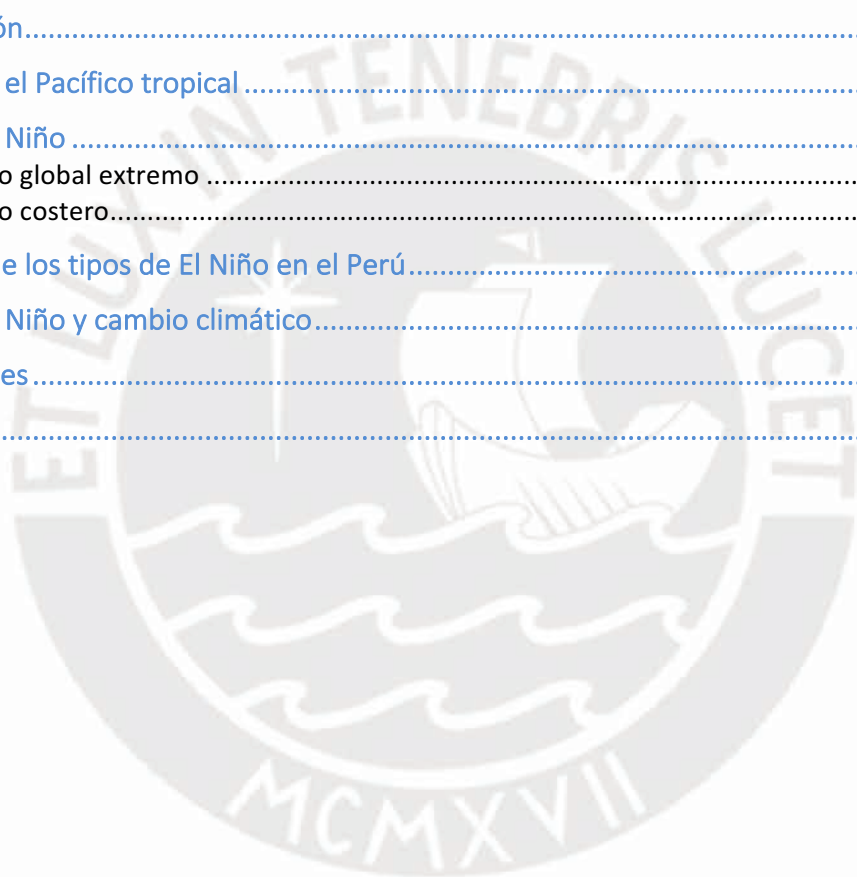 ón
el Pacífico tropical
Niño
o global extremo
o costero
e los tipos de El Niño en el Perú
Niño y cambio climático
es
ET LUX IN TENEBRIS LUCET
MCMXVII